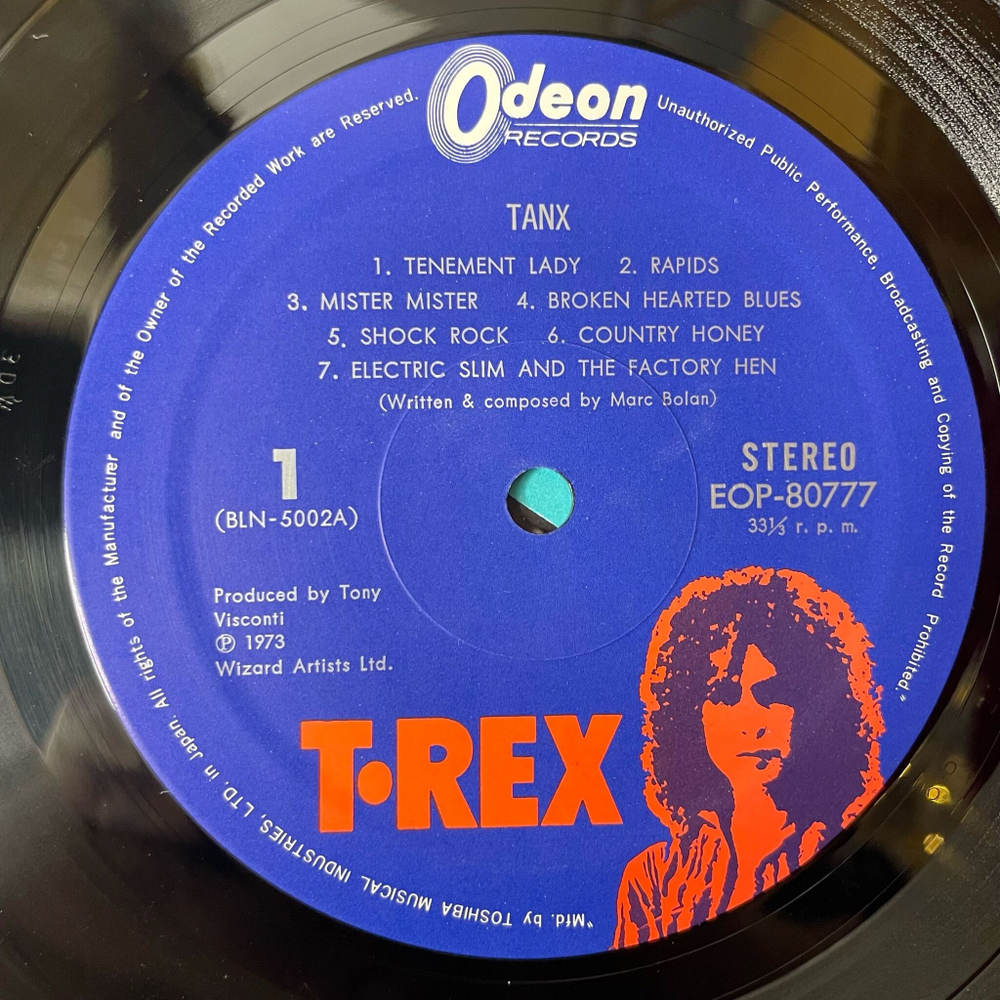 Odeon
RECORDS
TANX
1. TENEMENT LADY 2. RAPIDS
3. MISTER MISTER 4. BROKEN HEARTED BLUES
5. SHOCK ROCK 6. COUNTRY HONEY
7. ELECTRIC SLIM AND THE FACTORY HEN
(Written & composed by Marc Bolan)
1
(BLN-5002A)
STEREO
EOP-80777
33⅓ r. p. m.
Produced by Tony
Visconti
℗ 1973
Wizard Artists Ltd.
T•REX
"Mfd. by TOSHIBA MUSICAL INDUSTRIES, LTD. in Japan. All rights of the Manufacturer and of the Owner of the Recorded Work are Reserved. Unauthorized Public Performance, Broadcasting and Copying of the Record Prohibited."